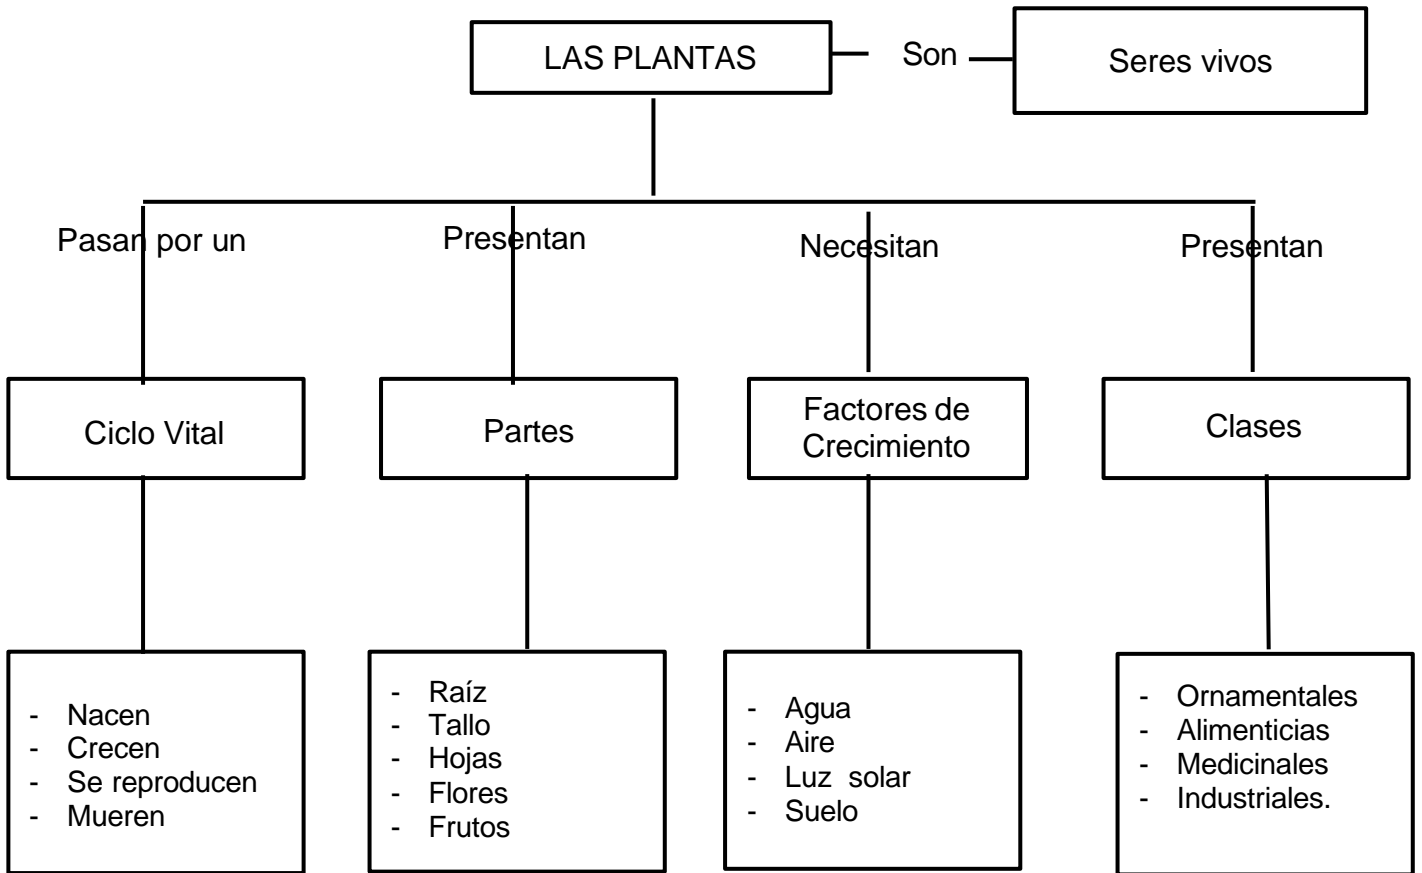 LAS PLANTAS
Son
Seres vivos
Pasan por un
Presentan
Necesitan
Presentan
Ciclo Vital
Partes
Factores de
Crecimiento
Clases
- Nacen
- Crecen
- Se reproducen
- Mueren
- Raíz
- Tallo
- Hojas
- Flores
- Frutos
- Agua
- Aire
- Luz solar
- Suelo
- Ornamentales
- Alimenticias
- Medicinales
- Industriales.